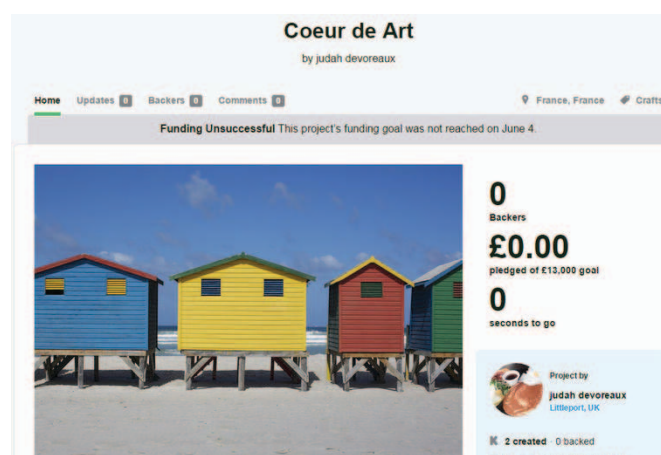 Coeur de Art
by judah devoreaux
Home Updates 0 Backers 0 Comments 0 France, France Crafts
Funding Unsuccessful This project's funding goal was not reached on June 4.
0
Backers
£0.00
pledged of £13,000 goal
0
seconds to go
Project by
judah devoreaux
Littleport, UK
K 2 created · 0 backed